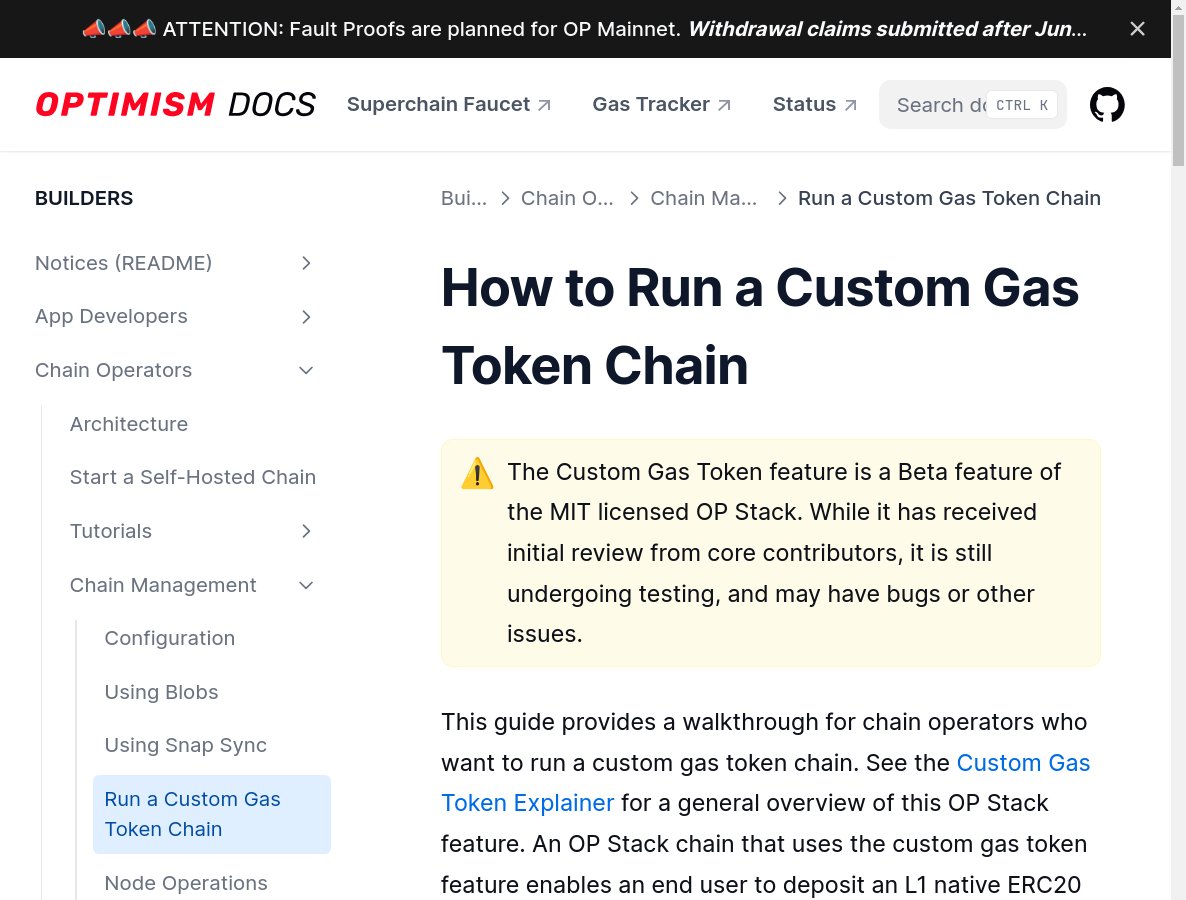 📣📣📣 ATTENTION: Fault Proofs are planned for OP Mainnet. Withdrawal claims submitted after Jun...
OPTIMISM DOCS
Superchain Faucet
Gas Tracker
Status
Search do
CTRL K
BUILDERS
Notices (README)
App Developers
Chain Operators
Architecture
Start a Self-Hosted Chain
Tutorials
Chain Management
Configuration
Using Blobs
Using Snap Sync
Run a Custom Gas
Token Chain
Node Operations
Bui... > Chain O... > Chain Ma... > Run a Custom Gas Token Chain
How to Run a Custom Gas
Token Chain
The Custom Gas Token feature is a Beta feature of
the MIT licensed OP Stack. While it has received
initial review from core contributors, it is still
undergoing testing, and may have bugs or other
issues.
This guide provides a walkthrough for chain operators who
want to run a custom gas token chain. See the Custom Gas
Token Explainer for a general overview of this OP Stack
feature. An OP Stack chain that uses the custom gas token
feature enables an end user to deposit an L1 native ERC20